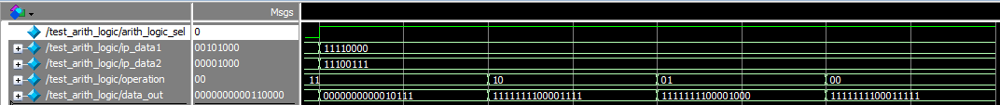 Msgs
/test_arith_logic/arith_logic_sel 0
/test_arith_logic/ip_data1 00101000 11110000
/test_arith_logic/ip_data2 00001000 11100111
/test_arith_logic/operation 00 11 10 01 00
/test_arith_logic/data_out 0000000000110000 0000000000010111 1111111100001111 1111111100001000 1111111100011111